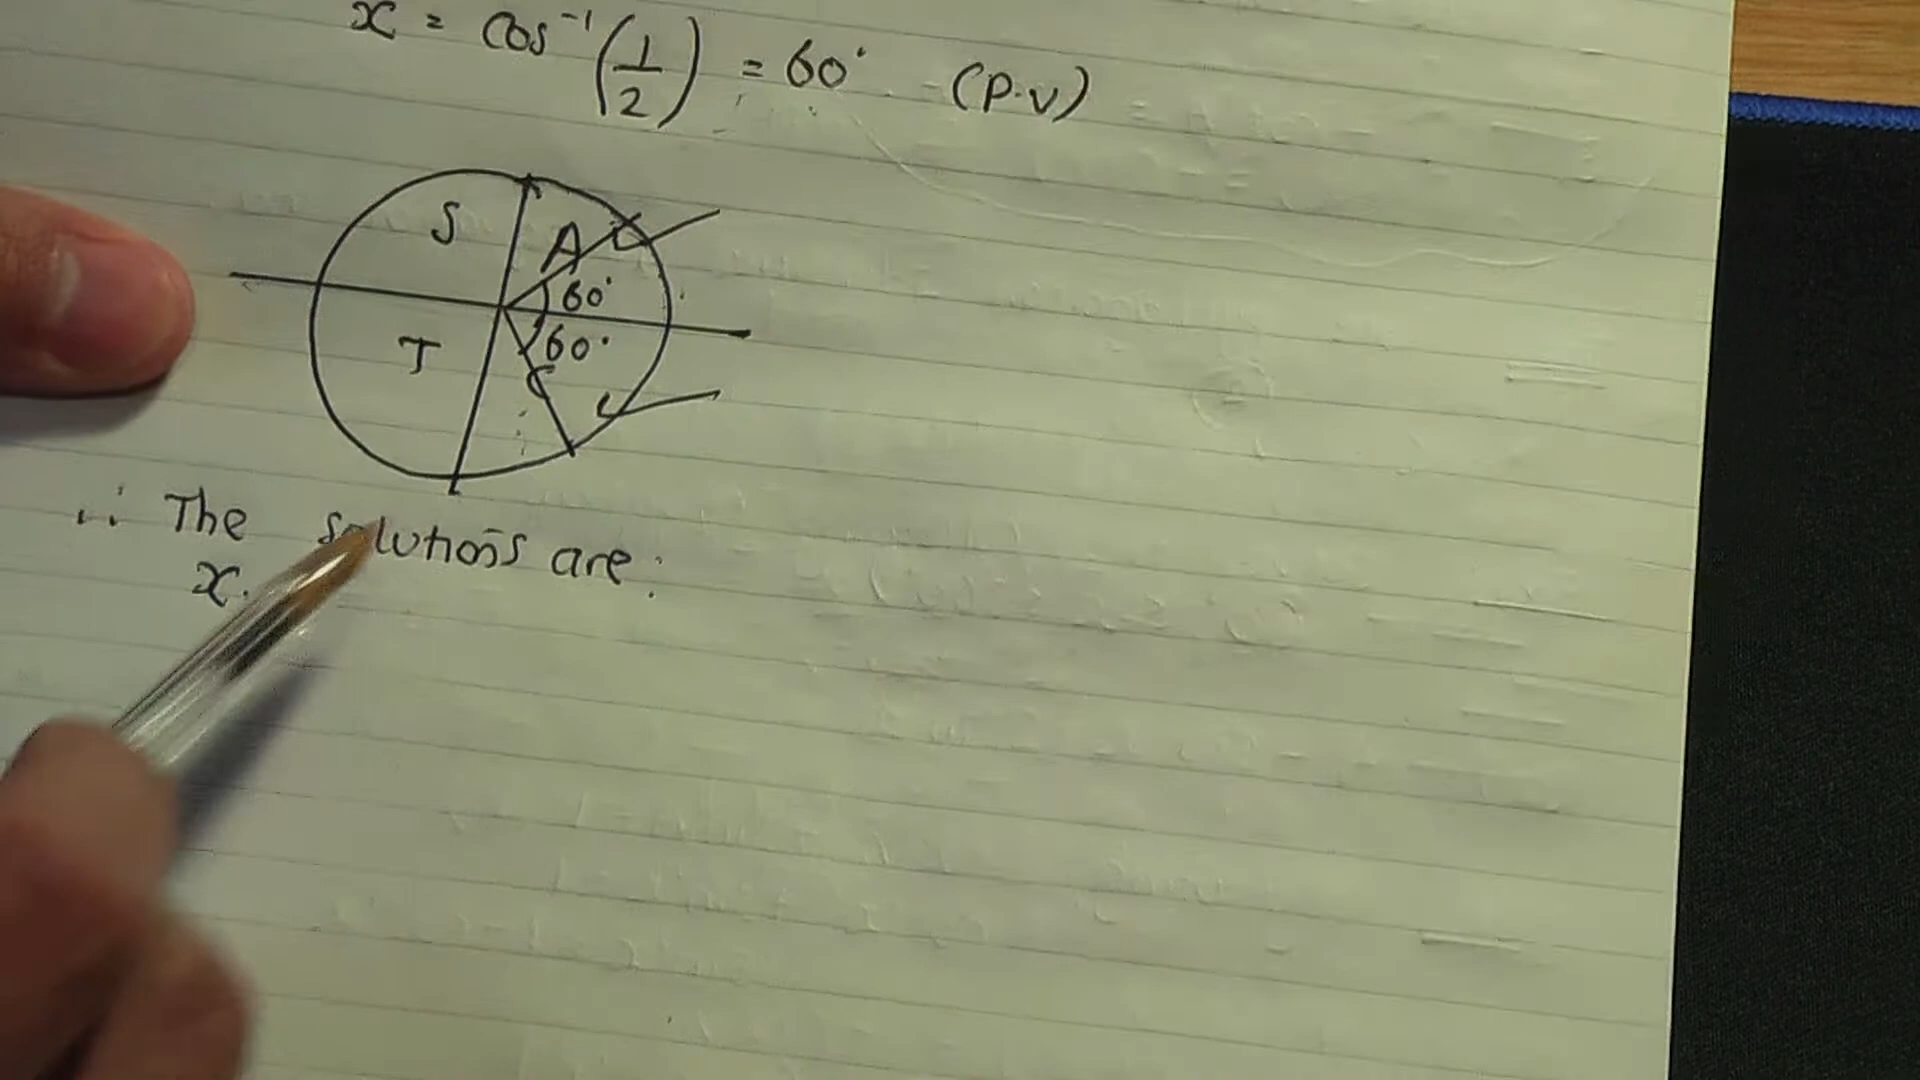 x = cos⁻¹(1/2) = 60° (P.V)
S A
60°
T 60°
C
∴ The solutions are:
x